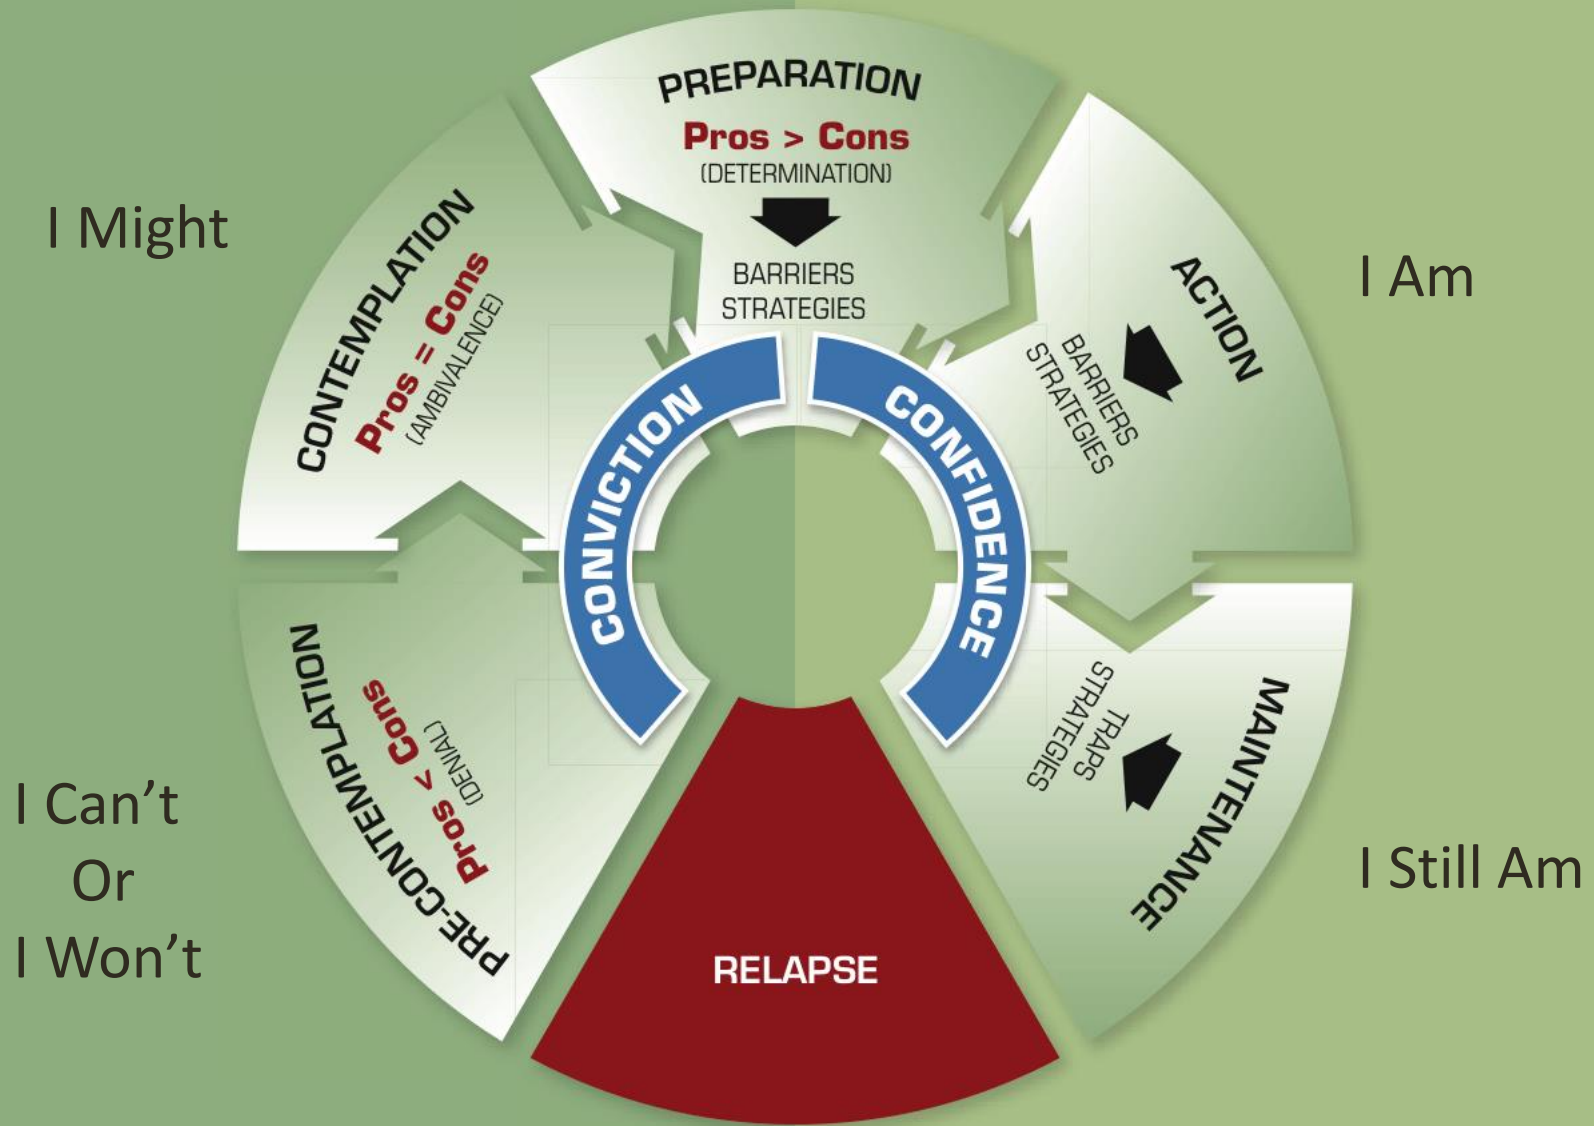 PREPARATION
Pros > Cons
(DETERMINATION)
BARRIERS
STRATEGIES
I Might
CONTEMPLATION
Pros = Cons
(AMBIVALENCE)
ACTION
BARRIERS
STRATEGIES
I Am
CONVICTION
CONFIDENCE
I Can’t
Or
I Won’t
PRE-CONTEMPLATION
Pros < Cons
(DENIAL)
MAINTENANCE
TRAPS
STRATEGIES
I Still Am
RELAPSE